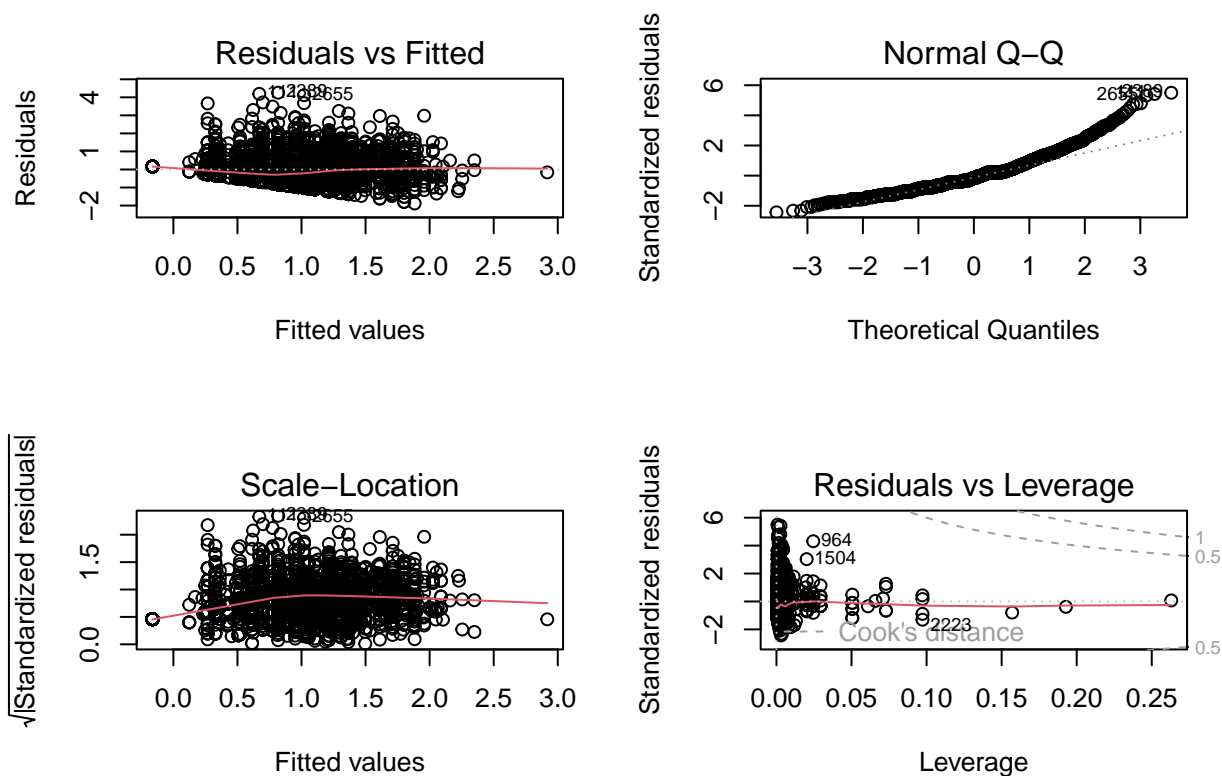 Residuals vs Fitted
Residuals
−2
1
4
2655
0.0 0.5 1.0 1.5 2.0 2.5 3.0
Fitted values
Normal Q−Q
Standardized residuals
−2
2
6
−3 −2 −1 0 1 2 3
Theoretical Quantiles
Scale−Location
√|Standardized residuals|
0.0
1.5
2655
0.0 0.5 1.0 1.5 2.0 2.5 3.0
Fitted values
Residuals vs Leverage
Standardized residuals
−2
2
6
964
1504
2223
Cook's distance
1
0.5
0.5
0.00 0.05 0.10 0.15 0.20 0.25
Leverage